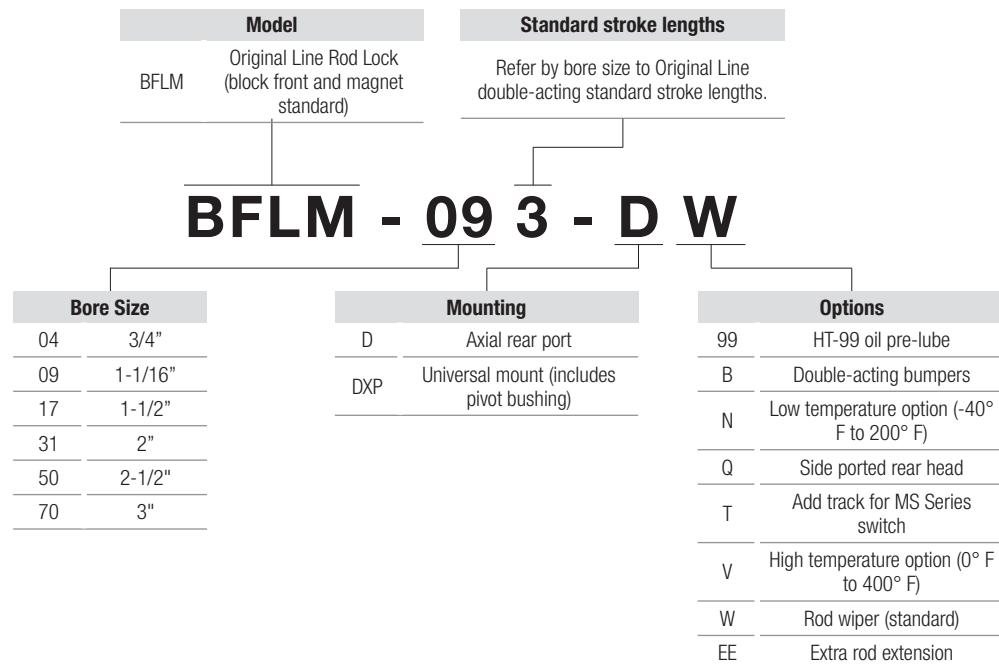 Model
BFLM
Original Line Rod Lock
(block front and magnet
standard)
Standard stroke lengths
Refer by bore size to Original Line
double-acting standard stroke lengths.
BFLM - 09 3 - D W
Bore Size
04 3/4”
09 1-1/16”
17 1-1/2”
31 2”
50 2-1/2"
70 3"
Mounting
D Axial rear port
DXP
Universal mount (includes
pivot bushing)
Options
99 HT-99 oil pre-lube
B Double-acting bumpers
N
Low temperature option (-40°
F to 200° F)
Q Side ported rear head
T
Add track for MS Series
switch
V
High temperature option (0° F
to 400° F)
W Rod wiper (standard)
EE Extra rod extension